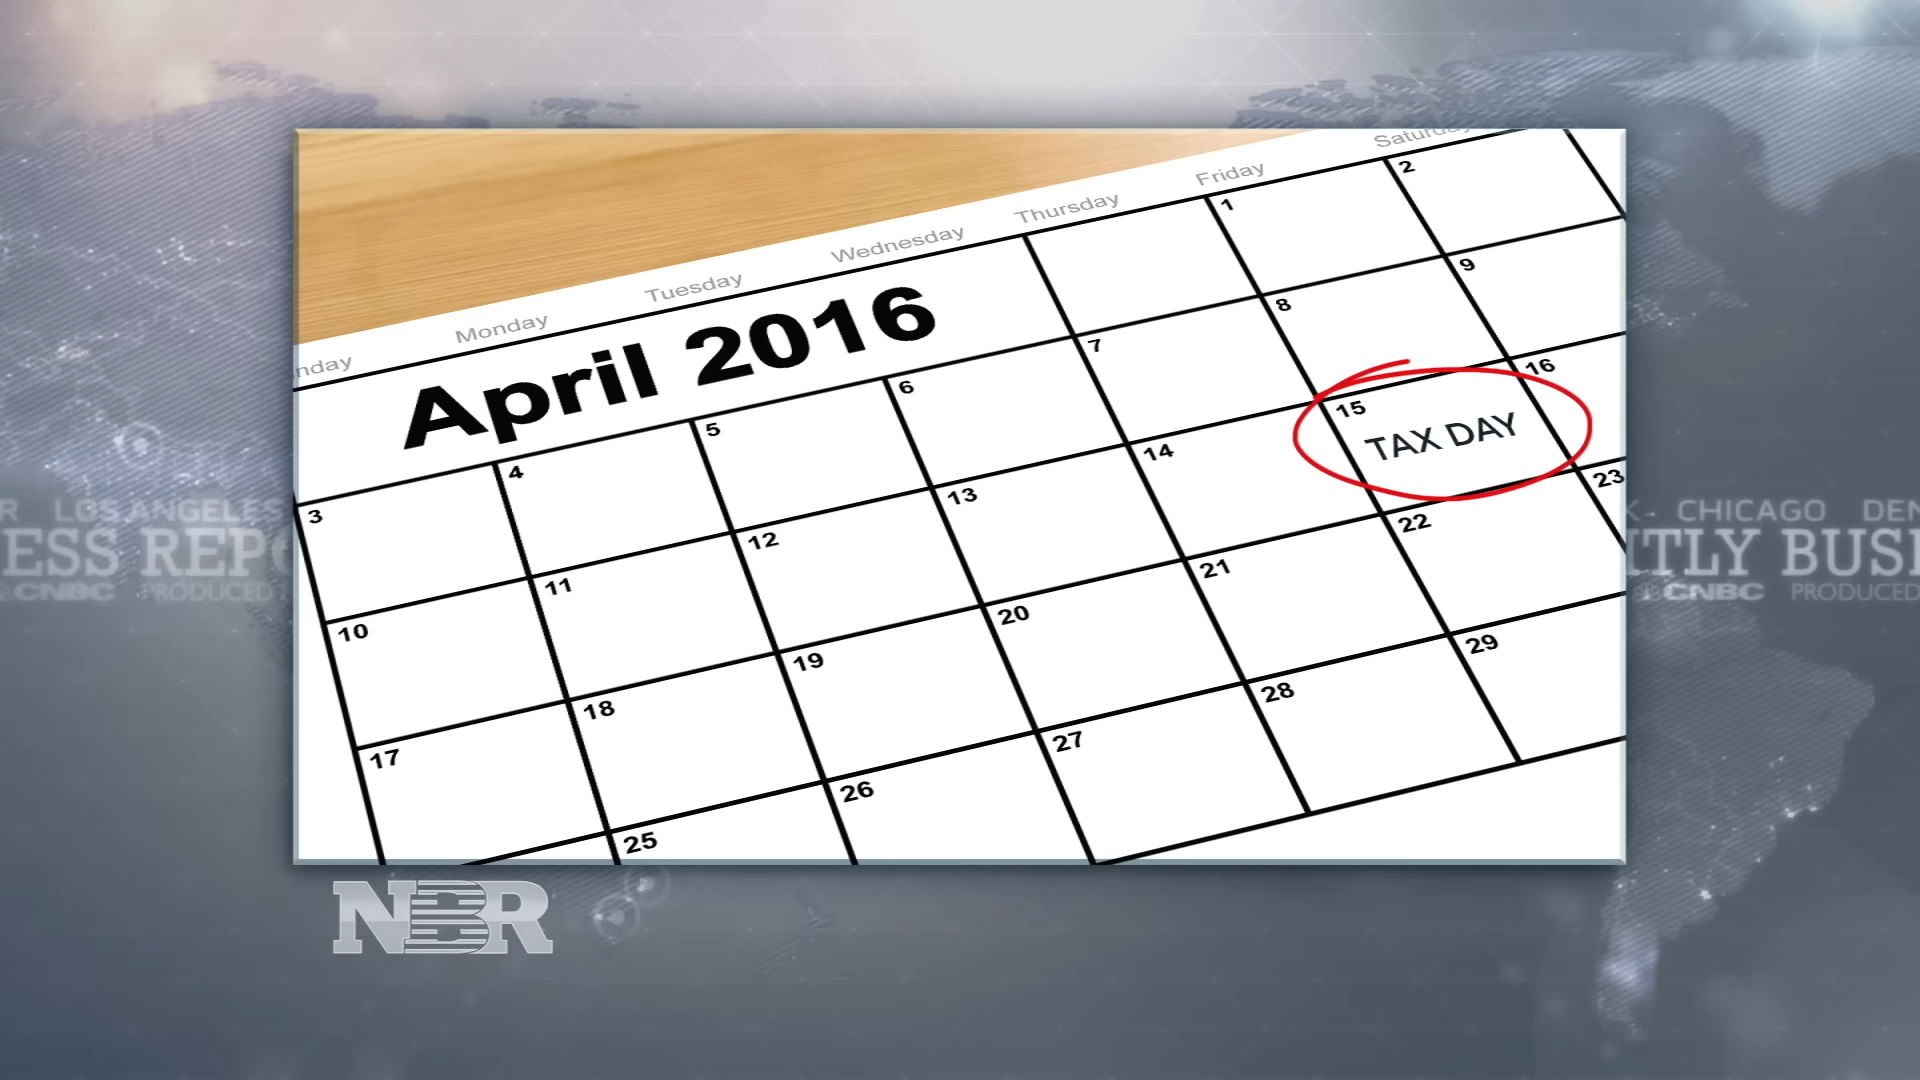 Saturday
Friday
Thursday
Wednesday
Tuesday
Monday
nday
April 2016
1
2
3
4
5
6
7
8
9
10
11
12
13
14
15
TAX DAY
16
17
18
19
20
21
22
23
25
26
27
28
29
R LOS ANGELES
ESS REPO
CNBC PRODUCED
K CHICAGO DEN
TLY BUSI
CNBC PRODUCED
NBR